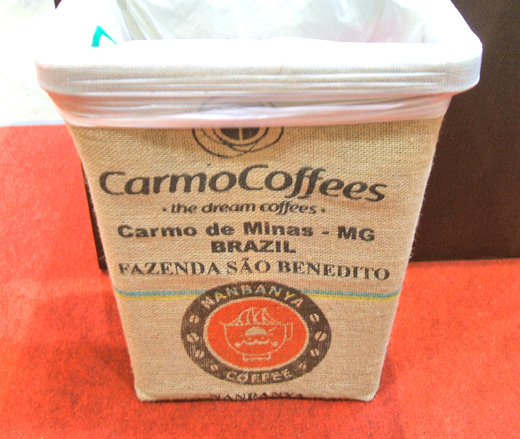 CarmoCoffees
• the dream coffees •
Carmo de Minas - MG
BRAZIL
FAZENDA SÃO BENEDITO
NANBANYA
COFFEE
NANBANYA